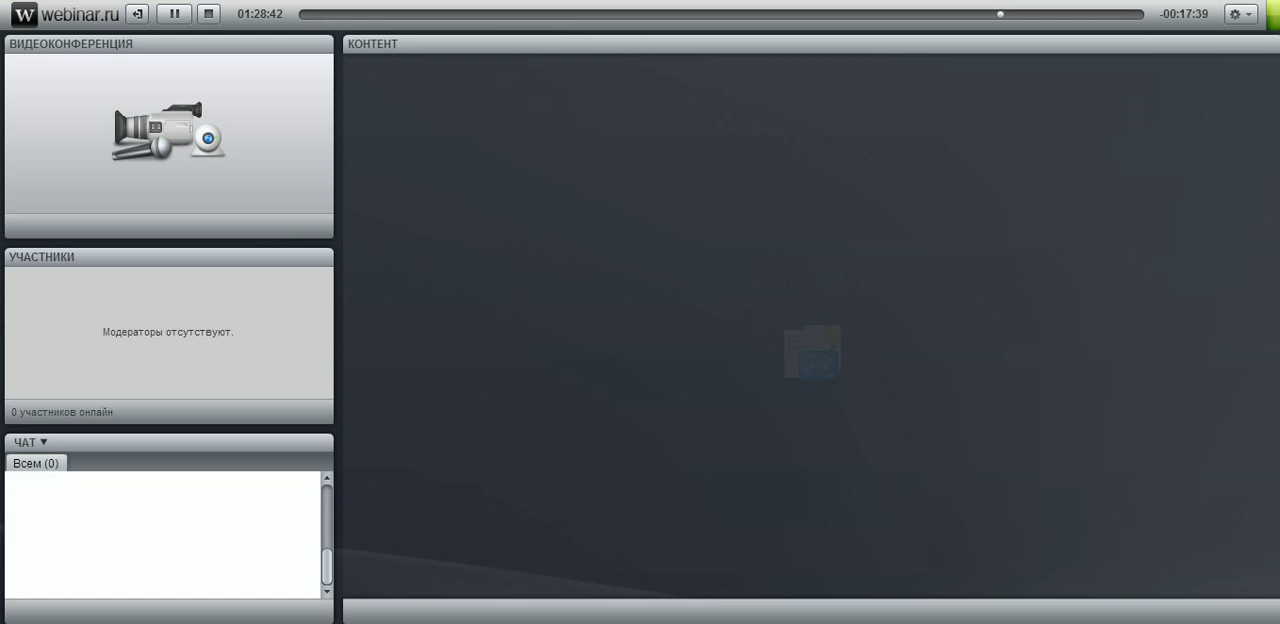 W webinar.ru 01:28:42 -00:17:39
ВИДЕОКОНФЕРЕНЦИЯ
КОНТЕНТ
УЧАСТНИКИ
Модераторы отсутствуют.
0 участников онлайн
ЧАТ
Всем (0)